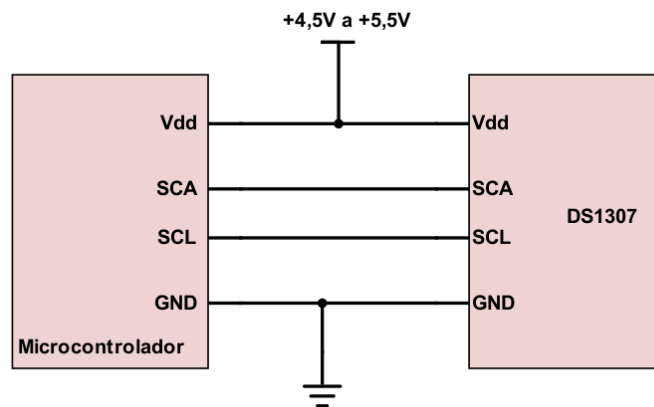 +4,5V a +5,5V
Vdd
Vdd
SCA
SCA
DS1307
SCL
SCL
GND
GND
Microcontrolador